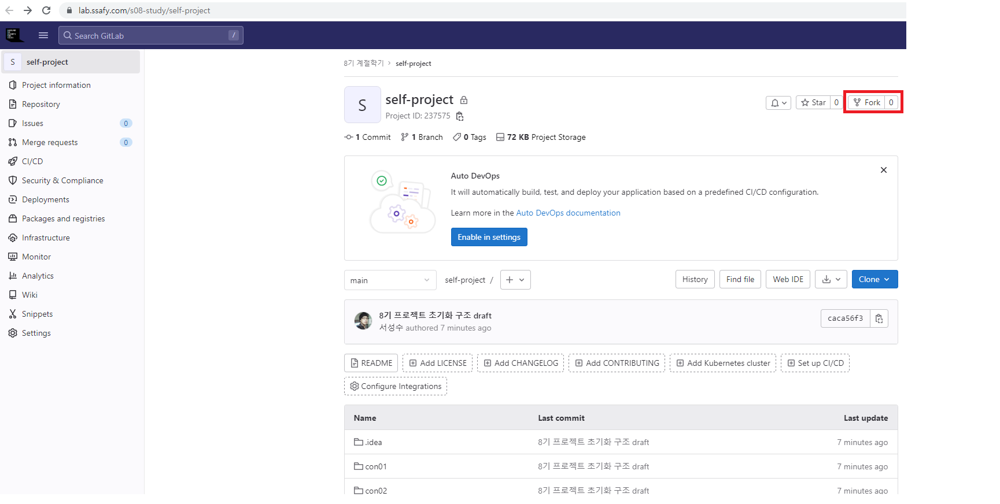 lab.ssafy.com/s08-study/self-project
Search GitLab /
S self-project
Project information
Repository
Issues 0
Merge requests 0
CI/CD
Security & Compliance
Deployments
Packages and registries
Infrastructure
Monitor
Analytics
Wiki
Snippets
Settings
8기 계절학기 > self-project
S
self-project
Project ID: 237575
Star 0
Fork 0
1 Commit 1 Branch 0 Tags 72 KB Project Storage
Auto DevOps
It will automatically build, test, and deploy your application based on a predefined CI/CD configuration.
Learn more in the Auto DevOps documentation
Enable in settings
main self-project / + History Find file Web IDE Clone
8기 프로젝트 초기화 구조 draft
서성수 authored 7 minutes ago
caca56f3
README Add LICENSE Add CHANGELOG Add CONTRIBUTING Add Kubernetes cluster Set up CI/CD
Configure Integrations
Name Last commit Last update
.idea 8기 프로젝트 초기화 구조 draft 7 minutes ago
con01 8기 프로젝트 초기화 구조 draft 7 minutes ago
con02 8기 프로젝트 초기화 구조 draft 7 minutes ago